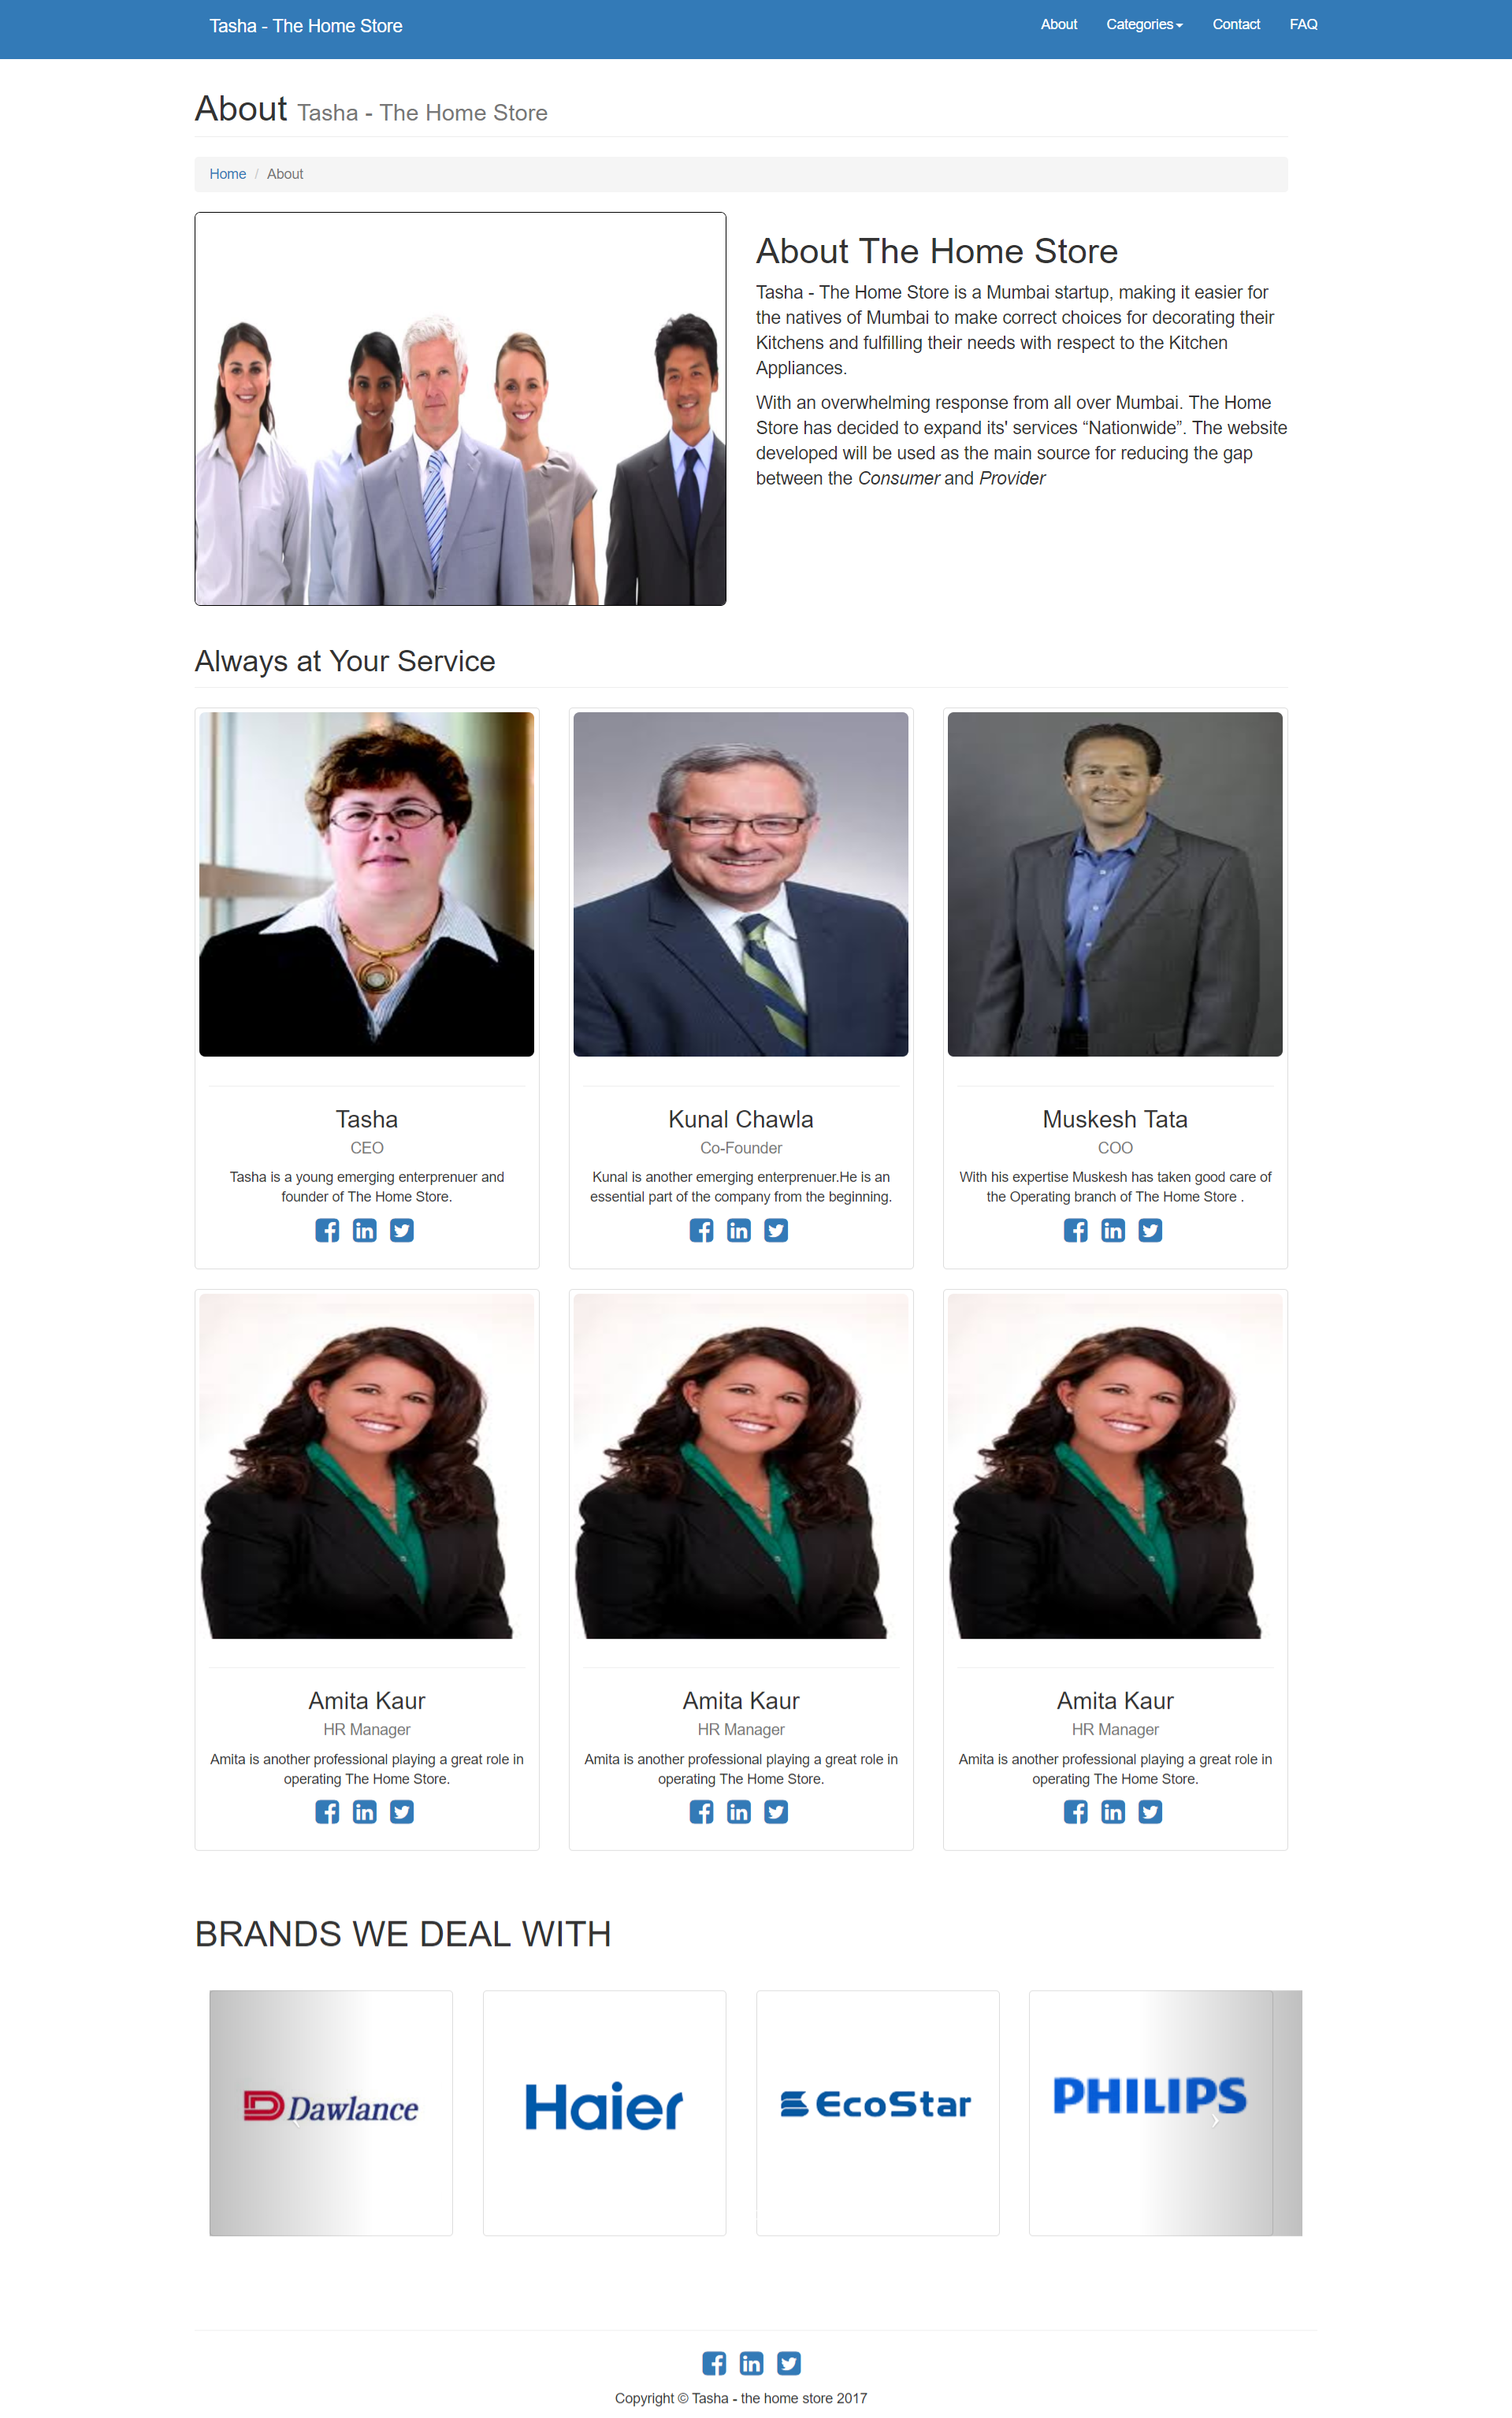 Tasha - The Home Store
About Categories Contact FAQ
About Tasha - The Home Store
Home / About
About The Home Store
Tasha - The Home Store is a Mumbai startup, making it easier for
the natives of Mumbai to make correct choices for decorating their
Kitchens and fulfilling their needs with respect to the Kitchen
Appliances.
With an overwhelming response from all over Mumbai. The Home
Store has decided to expand its' services “Nationwide”. The website
developed will be used as the main source for reducing the gap
between the Consumer and Provider
Always at Your Service
Tasha
CEO
Tasha is a young emerging enterprenuer and
founder of The Home Store.
Kunal Chawla
Co-Founder
Kunal is another emerging enterprenuer.He is an
essential part of the company from the beginning.
Muskesh Tata
COO
With his expertise Muskesh has taken good care of
the Operating branch of The Home Store .
Amita Kaur
HR Manager
Amita is another professional playing a great role in
operating The Home Store.
Amita Kaur
HR Manager
Amita is another professional playing a great role in
operating The Home Store.
Amita Kaur
HR Manager
Amita is another professional playing a great role in
operating The Home Store.
BRANDS WE DEAL WITH
Dawlance
Haier
EcoStar
PHILIPS
Copyright © Tasha - the home store 2017